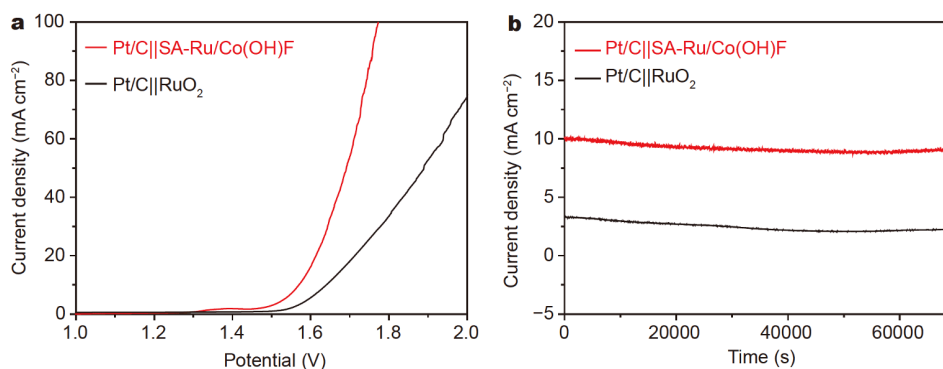 a
100
80
60
40
20
0
Current density (mA cm⁻²)
Pt/C||SA-Ru/Co(OH)F
Pt/C||RuO₂
1.0 1.2 1.4 1.6 1.8 2.0
Potential (V)
b
20
15
10
5
0
−5
Current density (mA cm⁻²)
Pt/C||SA-Ru/Co(OH)F
Pt/C||RuO₂
0 20000 40000 60000
Time (s)